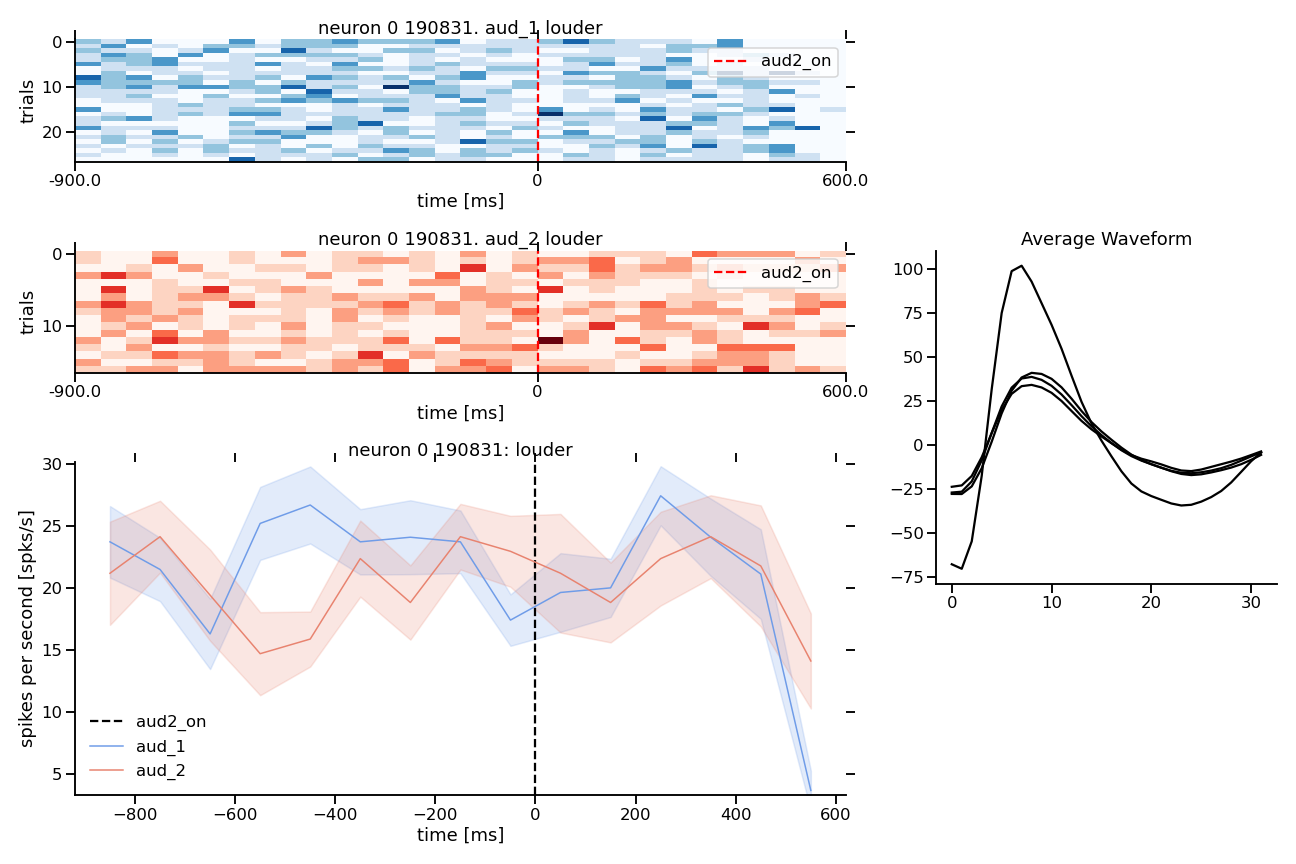 neuron 0 190831. aud_1 louder
0
10
20
trials
aud2_on
-900.0 0 600.0
time [ms]
neuron 0 190831. aud_2 louder
0
10
trials
aud2_on
-900.0 0 600.0
time [ms]
neuron 0 190831: louder
30
25
20
15
10
5
spikes per second [spks/s]
aud2_on
aud_1
aud_2
−800 −600 −400 −200 0 200 400 600
time [ms]
Average Waveform
100
75
50
25
0
−25
−50
−75
0 10 20 30